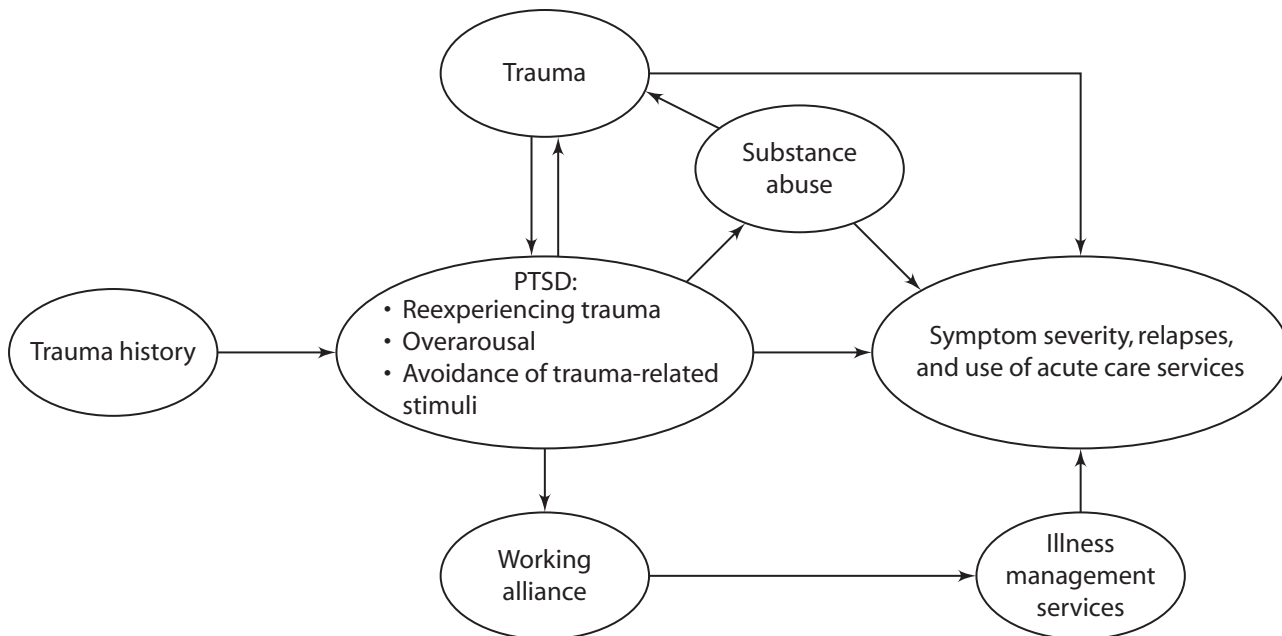 Trauma
Substance
abuse
PTSD:
• Reexperiencing trauma
• Overarousal
• Avoidance of trauma-related
stimuli
Trauma history
Symptom severity, relapses,
and use of acute care services
Working
alliance
Illness
management
services